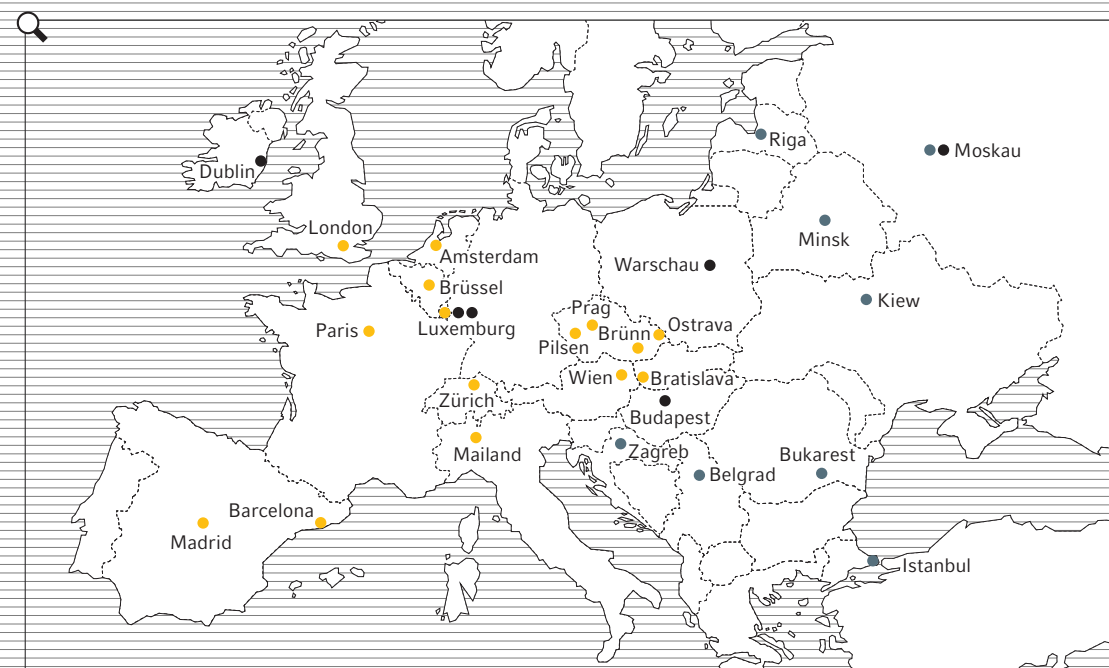 Riga
Moskau
Dublin
London
Minsk
Amsterdam
Warschau
Brüssel
Kiew
Prag
Ostrava
Luxemburg
Paris
Brünn
Pilsen
Wien
Bratislava
Zürich
Budapest
Mailand
Zagreb
Bukarest
Belgrad
Barcelona
Madrid
Istanbul